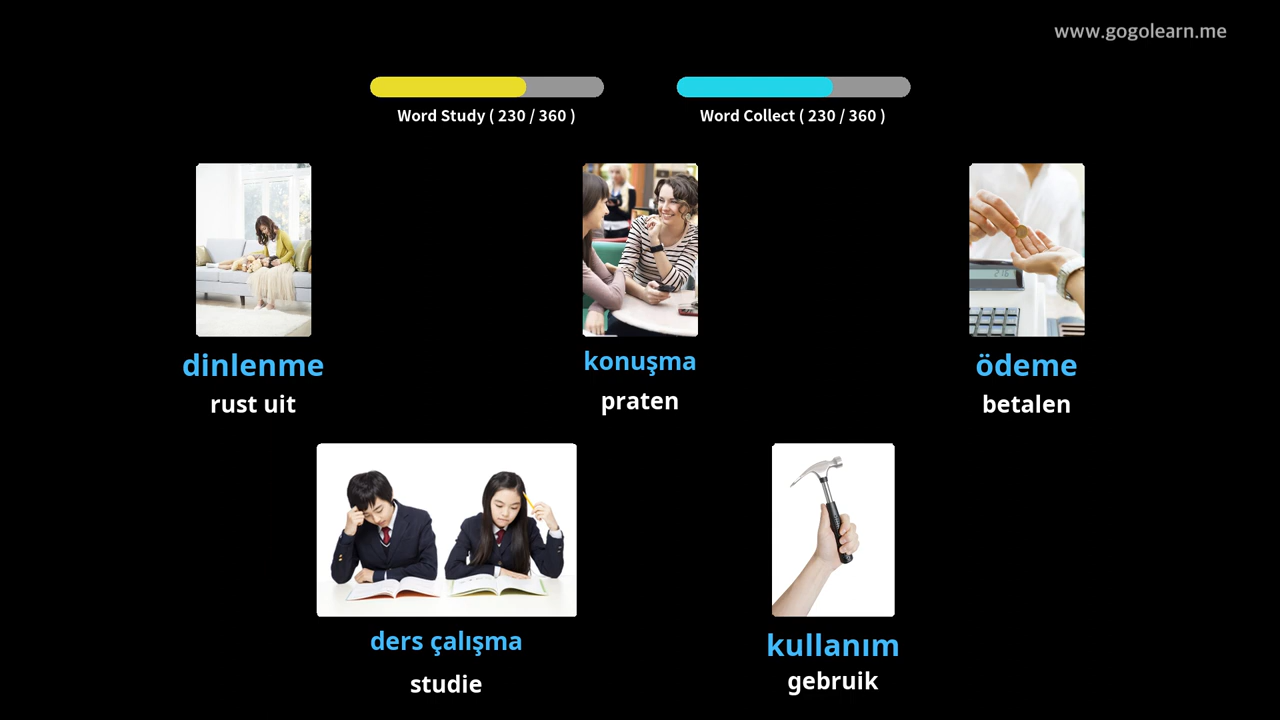 www.gogolearn.me
Word Study ( 230 / 360 )
Word Collect ( 230 / 360 )
dinlenme
rust uit
konuşma
praten
ödeme
betalen
ders çalışma
studie
kullanım
gebruik